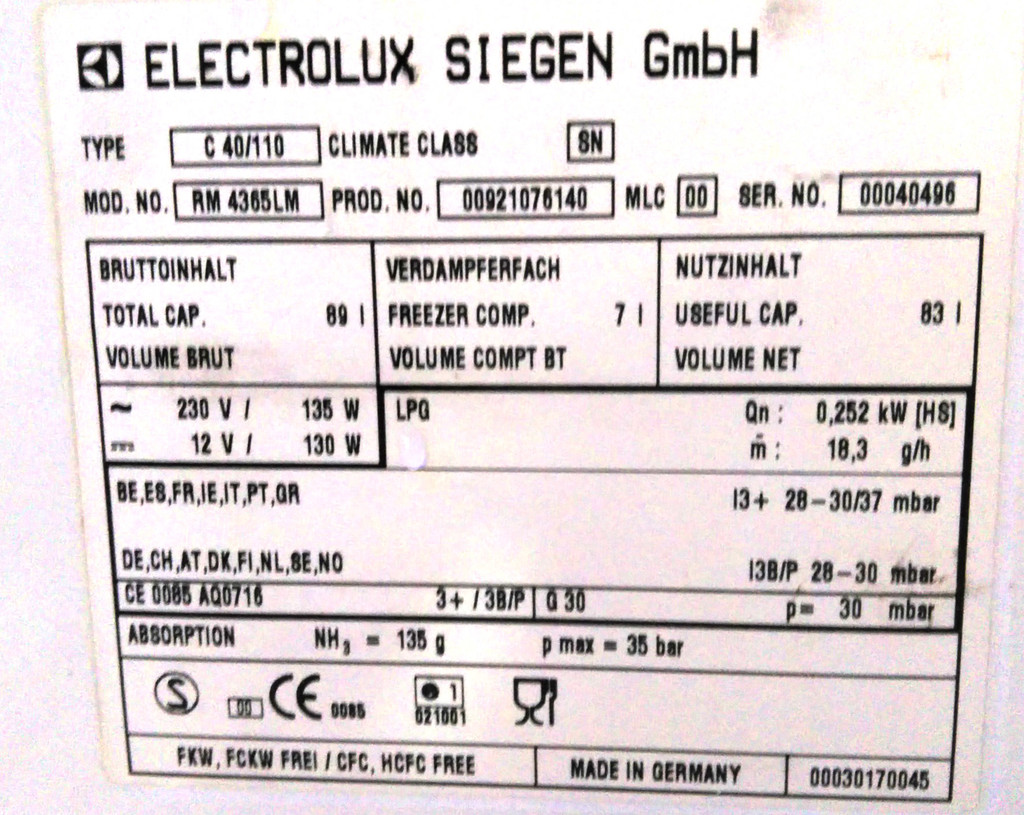 ELECTROLUX SIEGEN GmbH
TYPE C 40/110 CLIMATE CLASS SN
MOD. NO. RM 4365LM PROD. NO. 00921076140 MLC 00 SER. NO. 00040496
BRUTTOINHALT VERDAMPFERFACH NUTZINHALT
TOTAL CAP. 89 l FREEZER COMP. 7 l USEFUL CAP. 83 l
VOLUME BRUT VOLUME COMPT BT VOLUME NET
~ 230 V / 135 W LPG Qn : 0,252 kW [HS]
⎓ 12 V / 130 W m̄ : 18,3 g/h
BE,ES,FR,IE,IT,PT,GR I3+ 28-30/37 mbar
DE,CH,AT,DK,FI,NL,SE,NO I3B/P 28-30 mbar
CE 0085 AQ0716 3+ / 3B/P G 30 p= 30 mbar
ABSORPTION NH₃ = 135 g p max = 35 bar
S 00 CE 0085 1 021001
FKW, FCKW FREI / CFC, HCFC FREE MADE IN GERMANY 00030170045